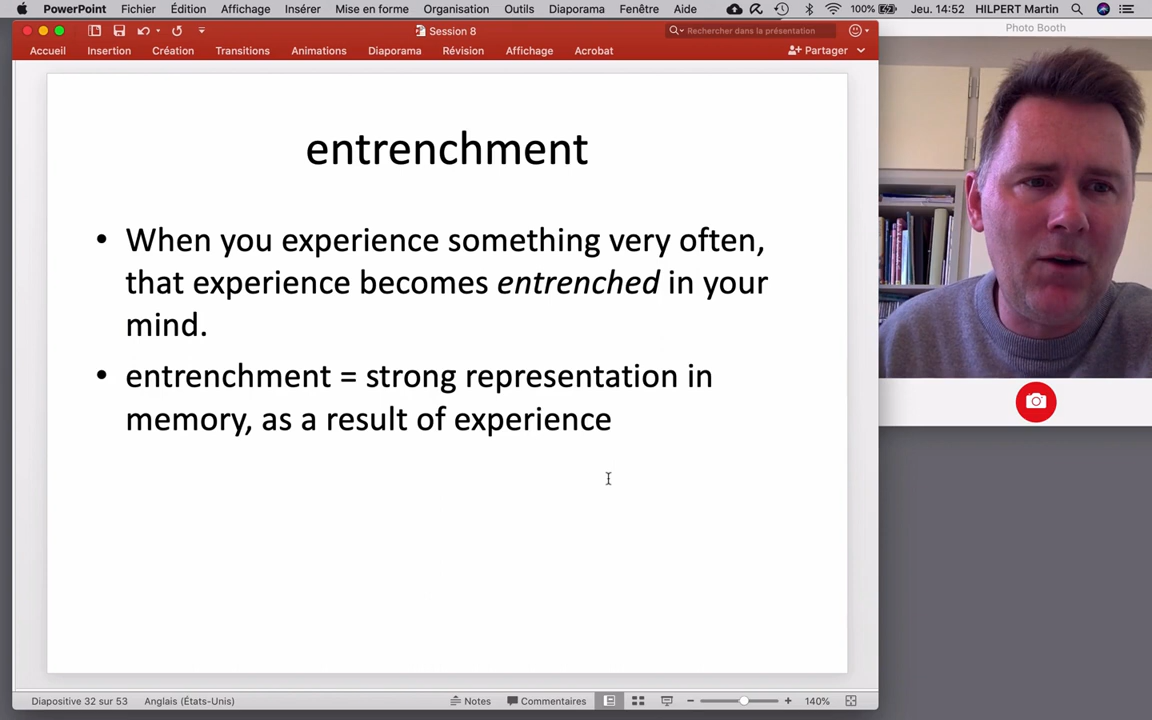 PowerPoint Fichier Édition Affichage Insérer Mise en forme Organisation Outils Diaporama Fenêtre Aide 100% Jeu. 14:52 HILPERT Martin
Session 8
Rechercher dans la présentation
Photo Booth
Accueil Insertion Création Transitions Animations Diaporama Révision Affichage Acrobat Partager
entrenchment
• When you experience something very often,
that experience becomes entrenched in your
mind.
• entrenchment = strong representation in
memory, as a result of experience
Diapositive 32 sur 53 Anglais (États-Unis) Notes Commentaires 140%